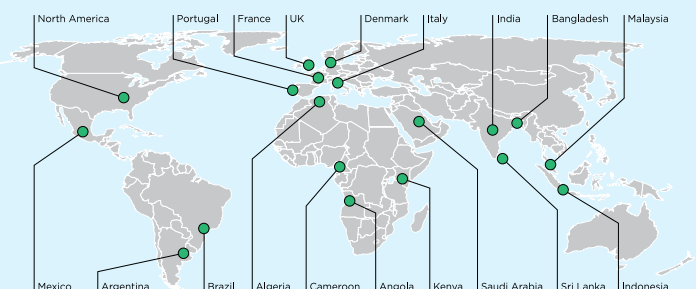 North America
Portugal
France
UK
Denmark
Italy
India
Bangladesh
Malaysia
Mexico
Argentina
Brazil
Algeria
Cameroon
Angola
Kenya
Saudi Arabia
Sri Lanka
Indonesia